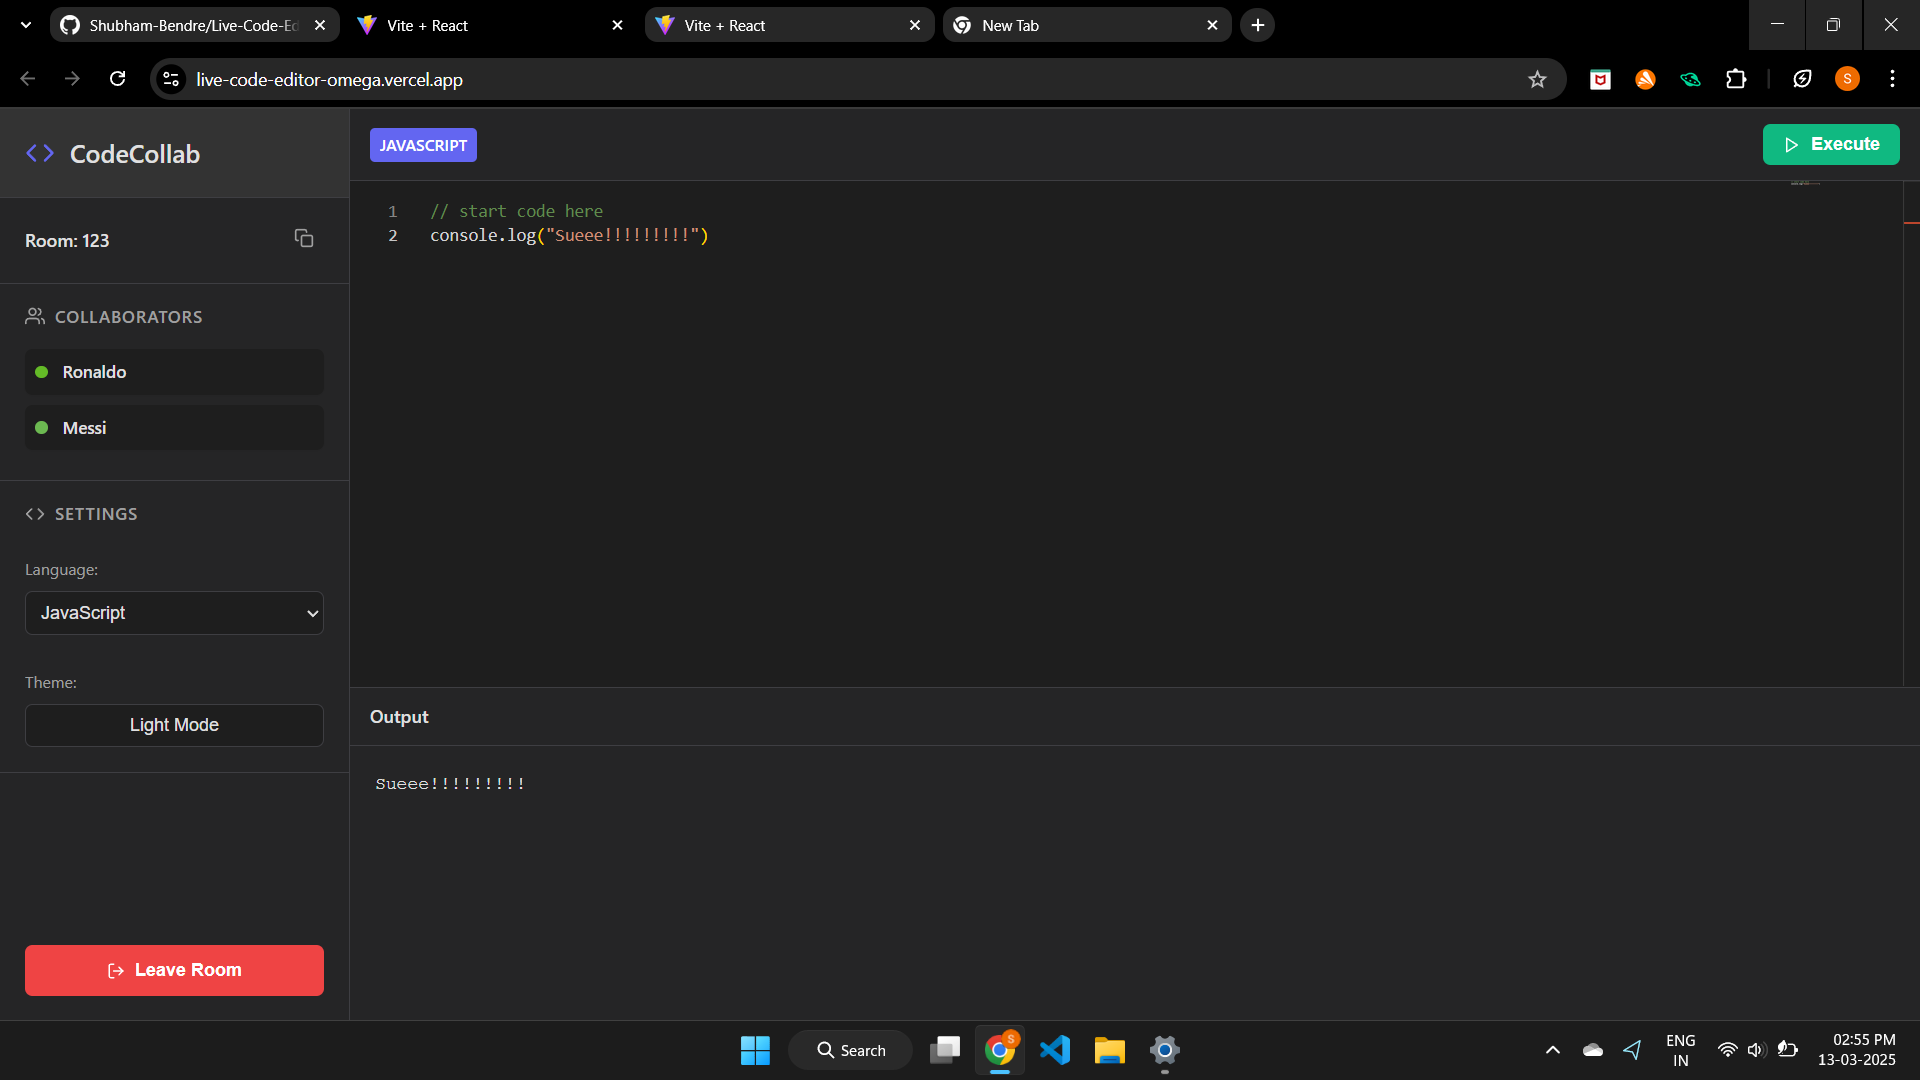 Shubham-Bendre/Live-Code-Ed
Vite + React
Vite + React
New Tab
live-code-editor-omega.vercel.app
S
CodeCollab
JAVASCRIPT
Execute
Room: 123
1 // start code here
2 console.log("Sueee!!!!!!!!!")
COLLABORATORS
Ronaldo
Messi
SETTINGS
Language:
JavaScript
Theme:
Light Mode
Output
Sueee!!!!!!!!!
Leave Room
Search
S
ENG
IN
02:55 PM
13-03-2025